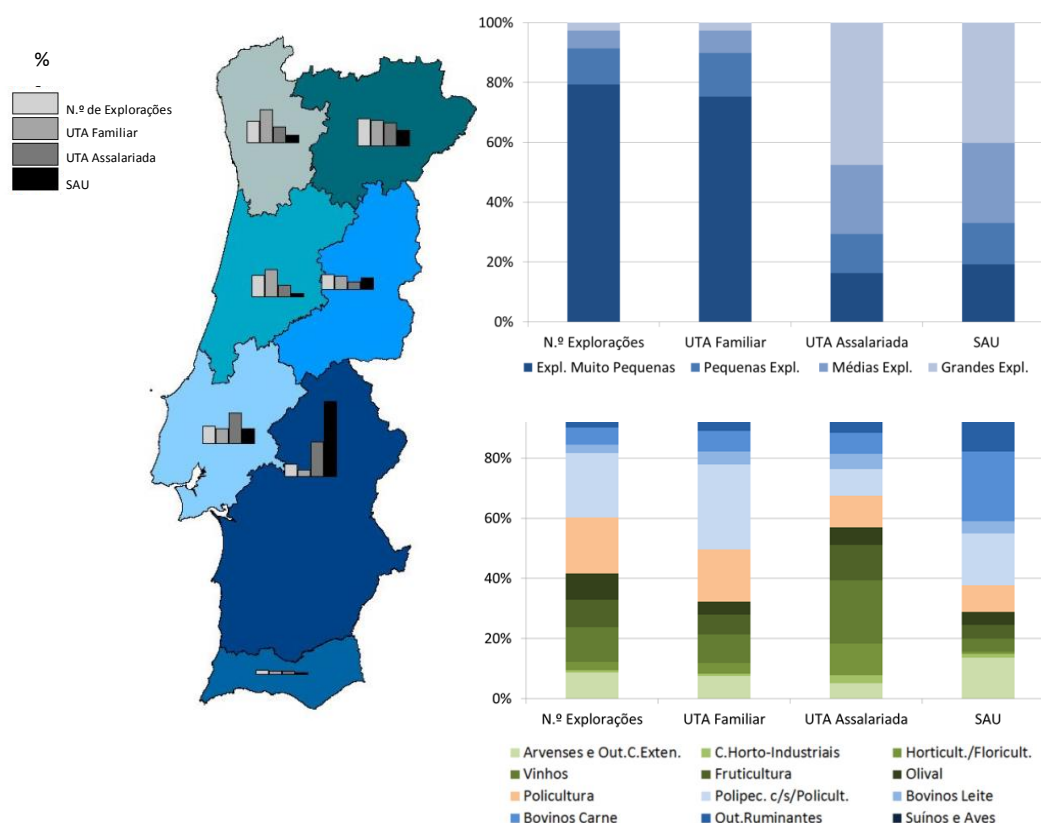 %
N.º de Explorações
UTA Familiar
UTA Assalariada
SAU
100%
80%
60%
40%
20%
0%
N.º Explorações UTA Familiar UTA Assalariada SAU
Expl. Muito Pequenas Pequenas Expl. Médias Expl. Grandes Expl.
80%
60%
40%
20%
0%
N.º Explorações UTA Familiar UTA Assalariada SAU
Arvenses e Out.C.Exten. C.Horto-Industriais Horticult./Floricult.
Vinhos Fruticultura Olival
Policultura Polipec. c/s/Policult. Bovinos Leite
Bovinos Carne Out.Ruminantes Suínos e Aves